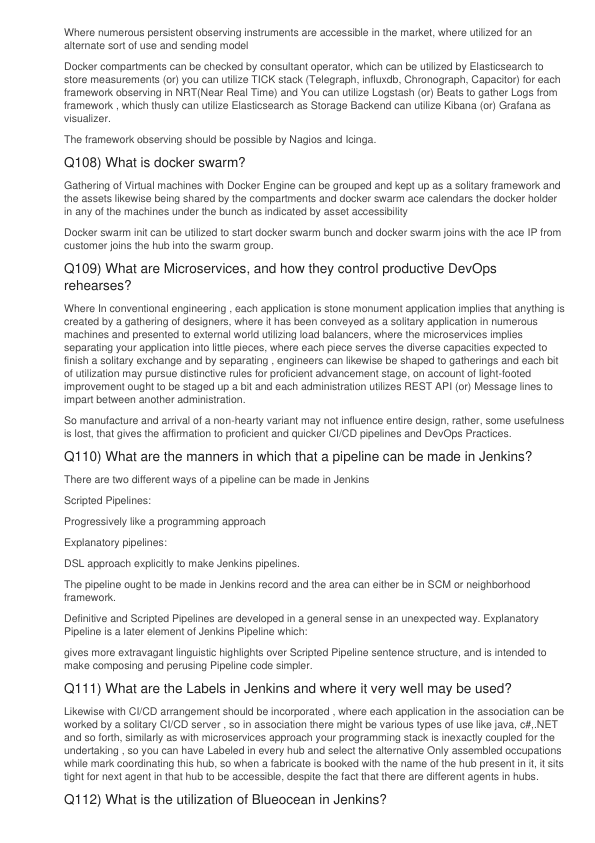 Where numerous persistent observing instruments are accessible in the market, where utilized for an
alternate sort of use and sending model
Docker compartments can be checked by consultant operator, which can be utilized by Elasticsearch to
store measurements (or) you can utilize TICK stack (Telegraph, influxdb, Chronograph, Capacitor) for each
framework observing in NRT(Near Real Time) and You can utilize Logstash (or) Beats to gather Logs from
framework , which thusly can utilize Elasticsearch as Storage Backend can utilize Kibana (or) Grafana as
visualizer.
The framework observing should be possible by Nagios and Icinga.
Q108) What is docker swarm?
Gathering of Virtual machines with Docker Engine can be grouped and kept up as a solitary framework and
the assets likewise being shared by the compartments and docker swarm ace calendars the docker holder
in any of the machines under the bunch as indicated by asset accessibility
Docker swarm init can be utilized to start docker swarm bunch and docker swarm joins with the ace IP from
customer joins the hub into the swarm group.
Q109) What are Microservices, and how they control productive DevOps
rehearses?
Where In conventional engineering , each application is stone monument application implies that anything is
created by a gathering of designers, where it has been conveyed as a solitary application in numerous
machines and presented to external world utilizing load balancers, where the microservices implies
separating your application into little pieces, where each piece serves the diverse capacities expected to
finish a solitary exchange and by separating , engineers can likewise be shaped to gatherings and each bit
of utilization may pursue distinctive rules for proficient advancement stage, on account of light-footed
improvement ought to be staged up a bit and each administration utilizes REST API (or) Message lines to
impart between another administration.
So manufacture and arrival of a non-hearty variant may not influence entire design, rather, some usefulness
is lost, that gives the affirmation to proficient and quicker CI/CD pipelines and DevOps Practices.
Q110) What are the manners in which that a pipeline can be made in Jenkins?
There are two different ways of a pipeline can be made in Jenkins
Scripted Pipelines:
Progressively like a programming approach
Explanatory pipelines:
DSL approach explicitly to make Jenkins pipelines.
The pipeline ought to be made in Jenkins record and the area can either be in SCM or neighborhood
framework.
Definitive and Scripted Pipelines are developed in a general sense in an unexpected way. Explanatory
Pipeline is a later element of Jenkins Pipeline which:
gives more extravagant linguistic highlights over Scripted Pipeline sentence structure, and is intended to
make composing and perusing Pipeline code simpler.
Q111) What are the Labels in Jenkins and where it very well may be used?
Likewise with CI/CD arrangement should be incorporated , where each application in the association can be
worked by a solitary CI/CD server , so in association there might be various types of use like java, c#,.NET
and so forth, similarly as with microservices approach your programming stack is inexactly coupled for the
undertaking , so you can have Labeled in every hub and select the alternative Only assembled occupations
while mark coordinating this hub, so when a fabricate is booked with the name of the hub present in it, it sits
tight for next agent in that hub to be accessible, despite the fact that there are different agents in hubs.
Q112) What is the utilization of Blueocean in Jenkins?